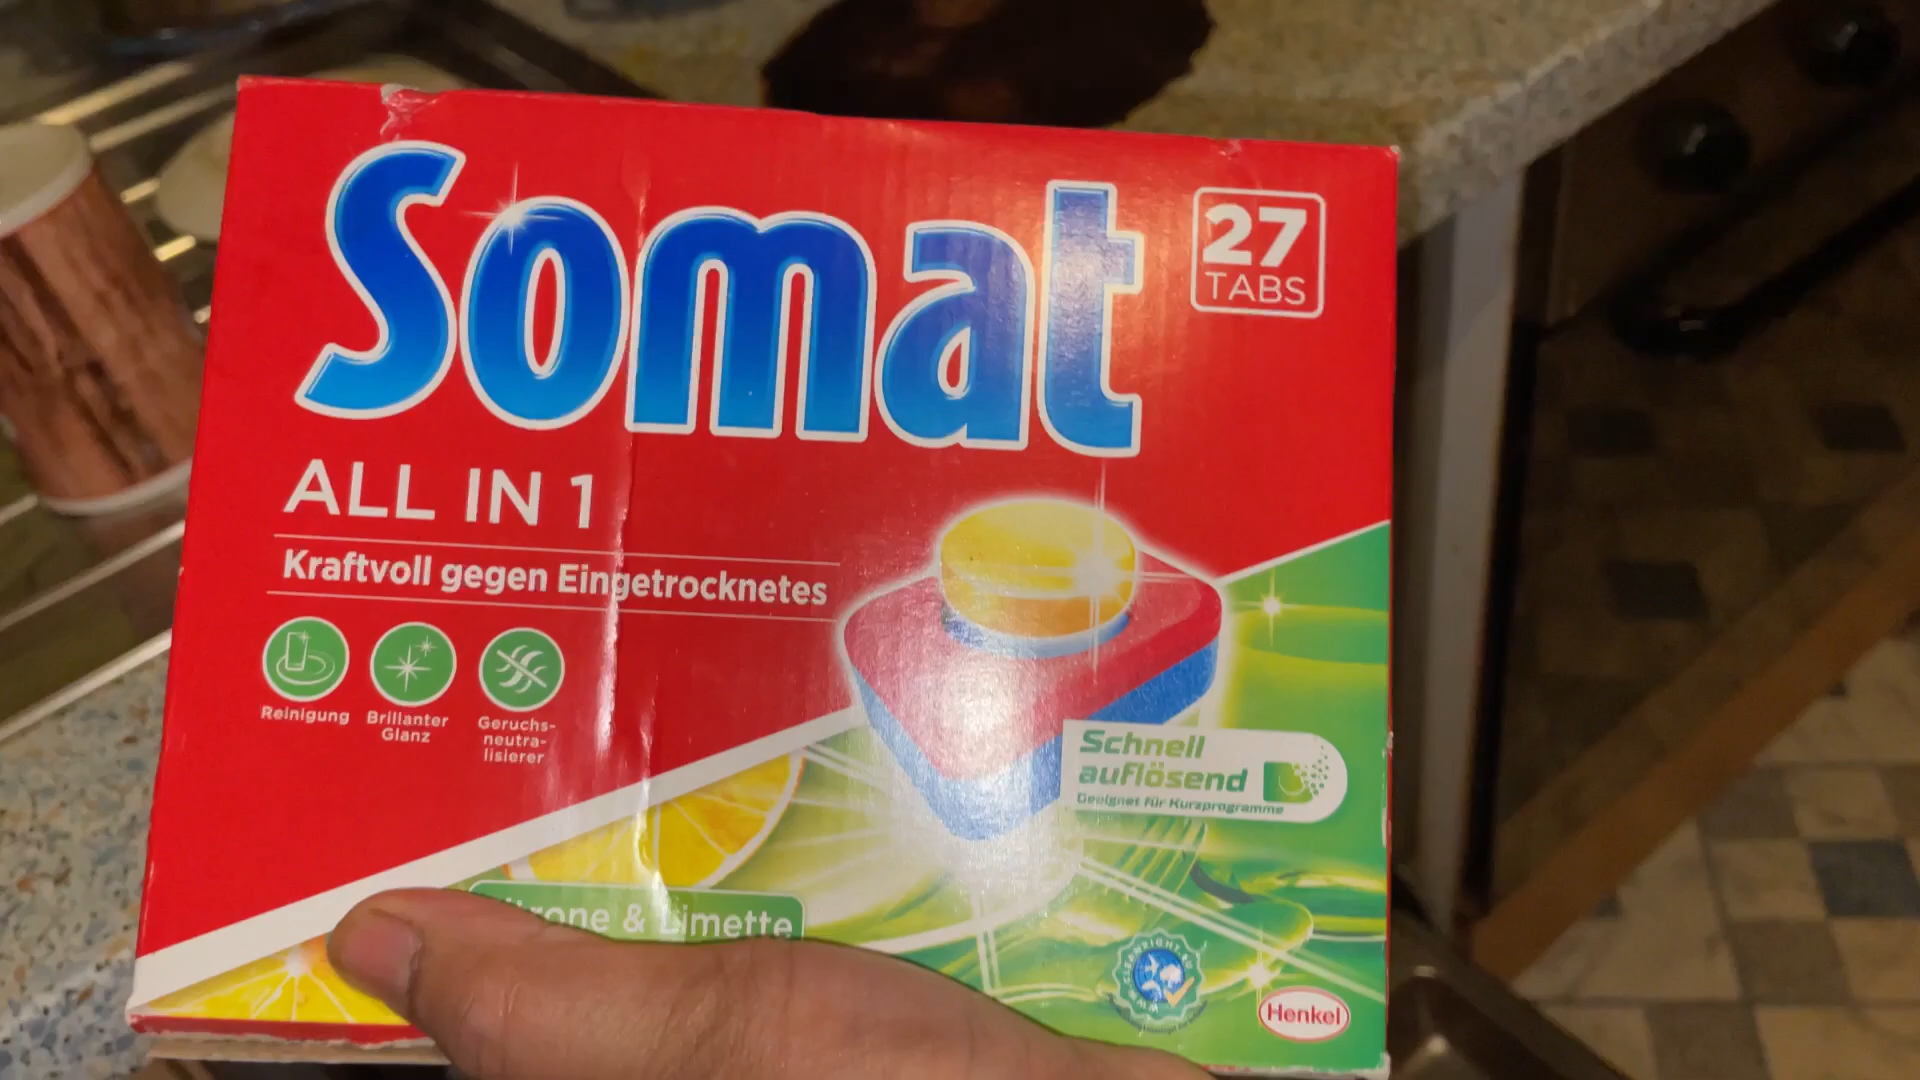 Somat
27
TABS
ALL IN 1
Kraftvoll gegen Eingetrocknetes
Reinigung
Brillanter
Glanz
Geruchs-
neutra-
lisierer
Schnell
auflösend
Geeignet für Kurzprogramme
& Limette
Henkel